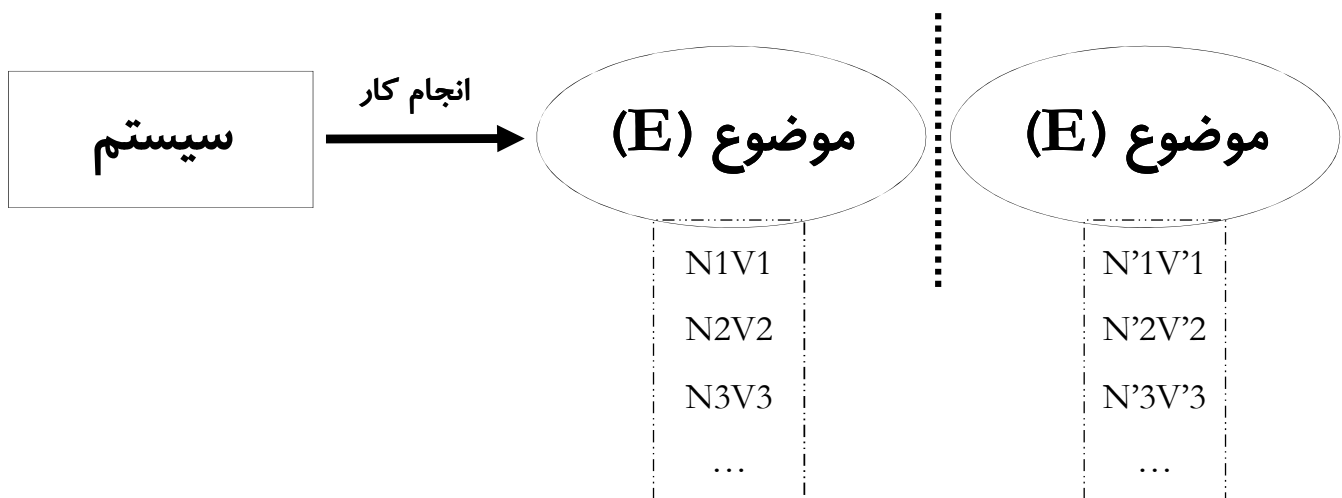 سیستم
انجام کار
موضوع (E)
موضوع (E)
N1V1
N2V2
N3V3
…
N’1V’1
N’2V’2
N’3V’3
…